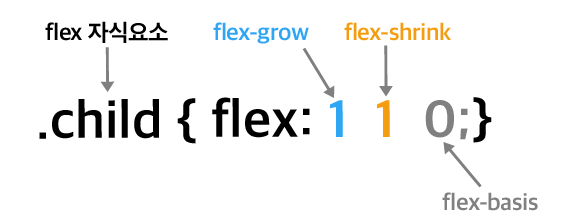 flex 자식요소 flex-grow flex-shrink
.child { flex: 1 1 0;}
flex-basis